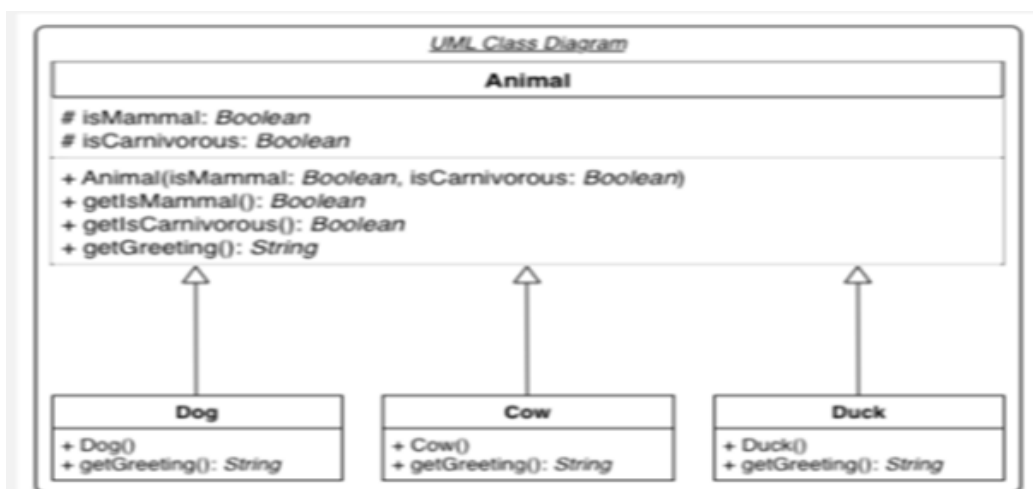 UML Class Diagram
Animal
# isMammal: Boolean
# isCarnivorous: Boolean
+ Animal(isMammal: Boolean, isCarnivorous: Boolean)
+ getIsMammal(): Boolean
+ getIsCarnivorous(): Boolean
+ getGreeting(): String
Dog
+ Dog()
+ getGreeting(): String
Cow
+ Cow()
+ getGreeting(): String
Duck
+ Duck()
+ getGreeting(): String